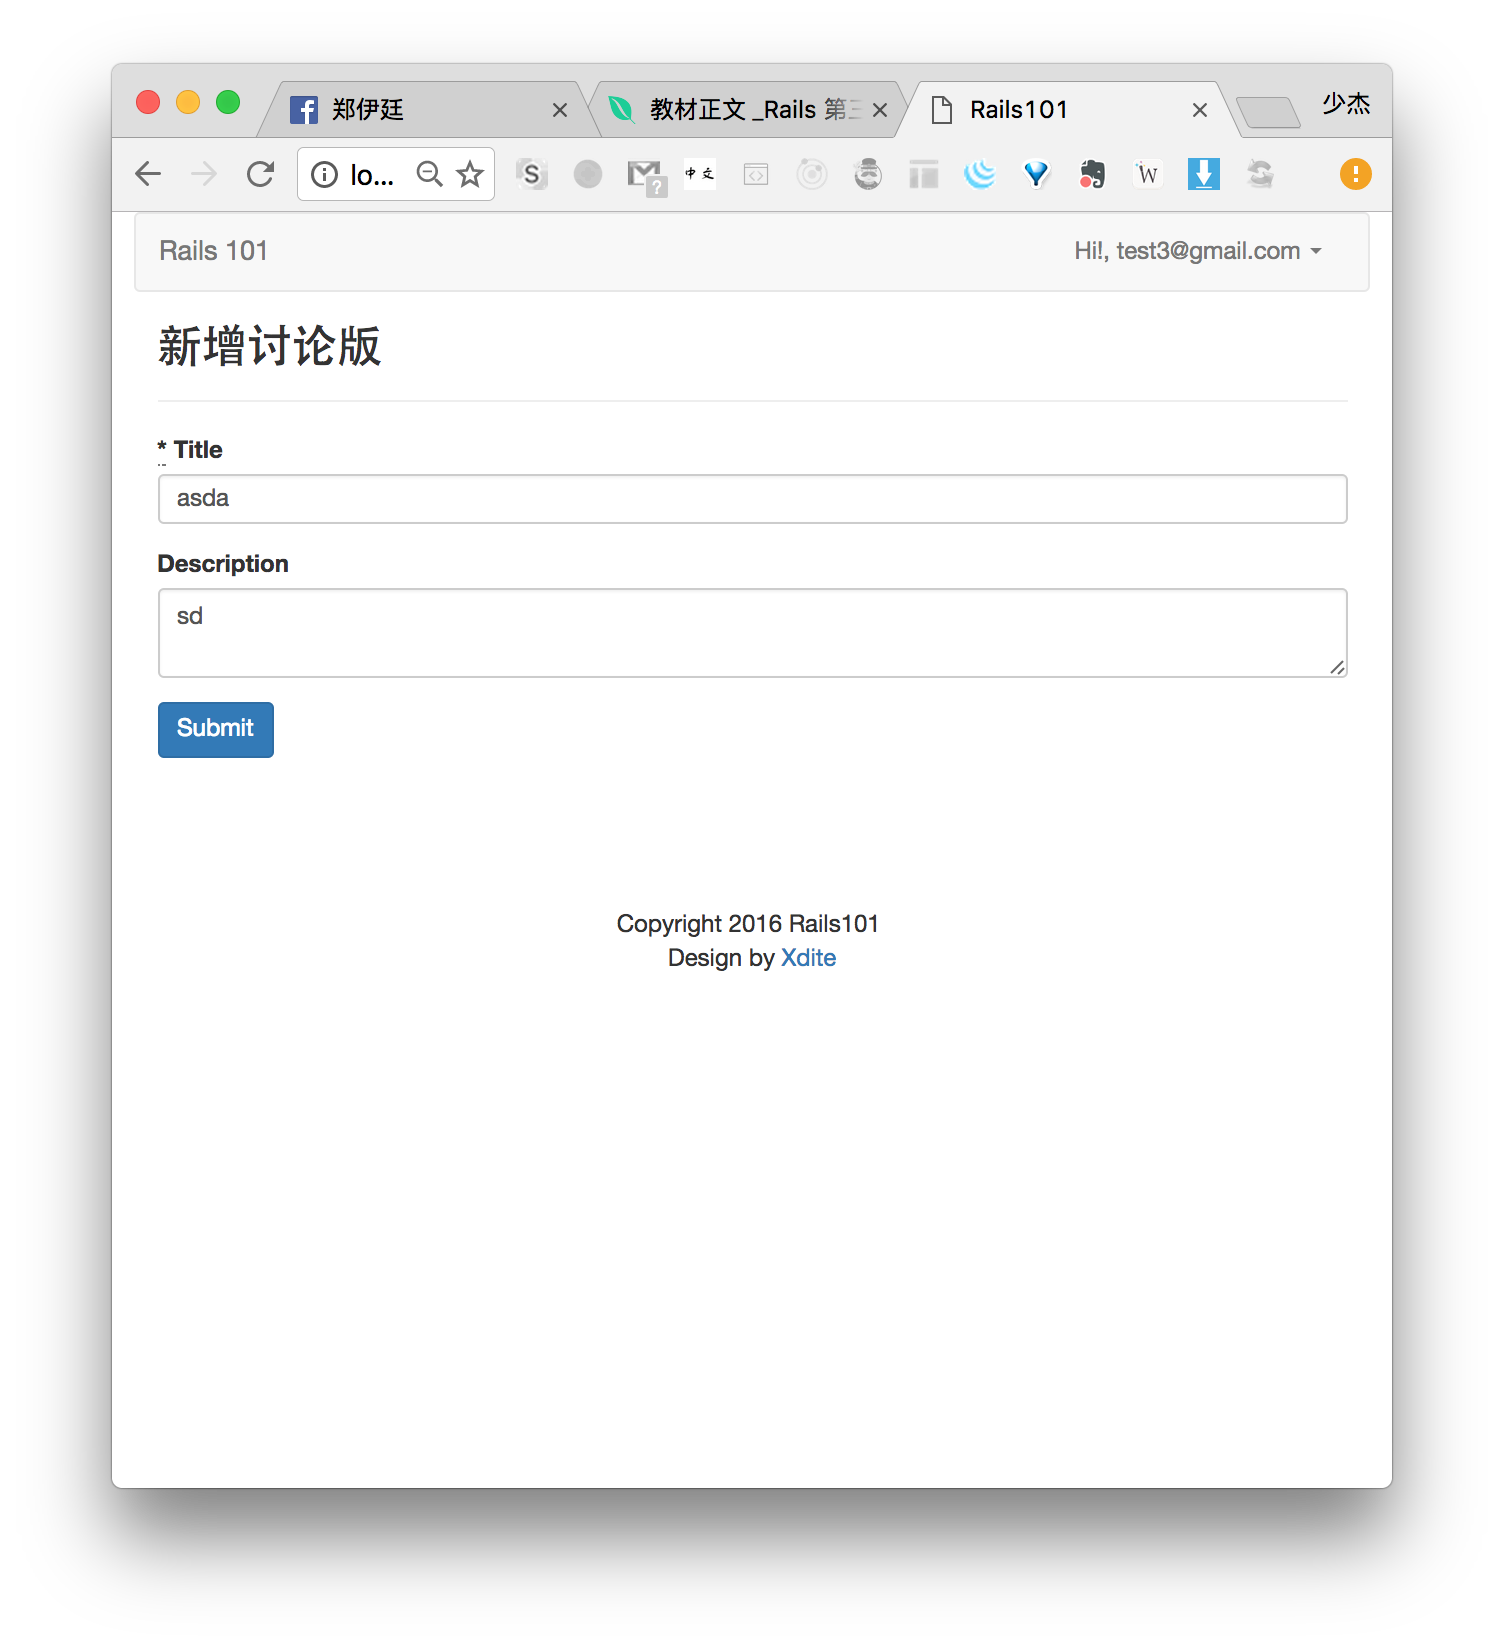 郑伊廷
教材正文 _Rails 第三
Rails101
少杰
lo...
S
?
中文
W
Rails 101
Hi!, test3@gmail.com
新增讨论版
* Title
asda
Description
sd
Submit
Copyright 2016 Rails101
Design by Xdite